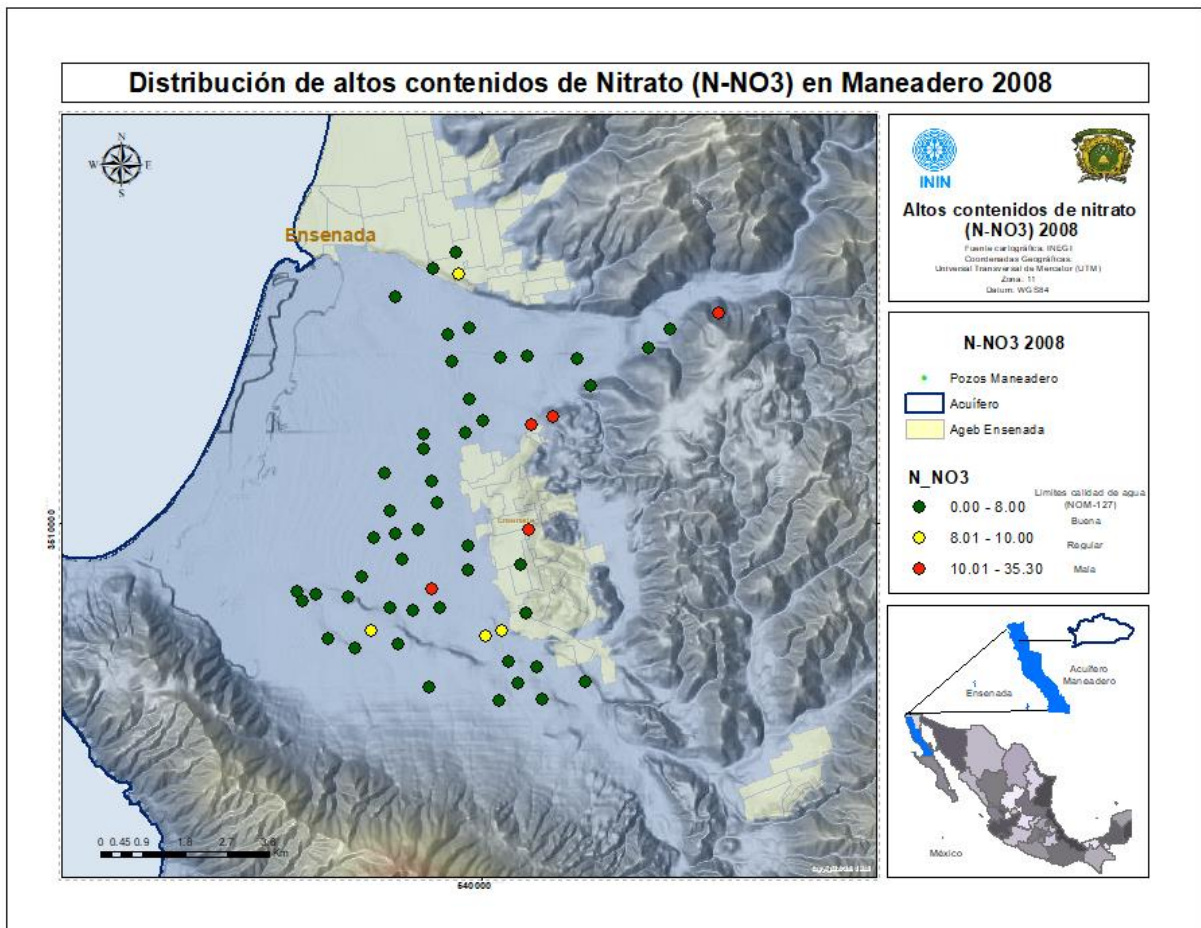 Distribución de altos contenidos de Nitrato (N-NO3) en Maneadero 2008
N
W
E
S
Ensenada
Ensenada
0 0.45 0.9 1.8 2.7 3.6
Km
540000
ININ
Altos contenidos de nitrato
(N-NO3) 2008
Fuente cartográfica: INEGI
Coordenadas Geográficas:
Universal Transversal de Mercator (UTM)
Zona: 11
Datum: WGS84
N-NO3 2008
Pozos Maneadero
Acuífero
Ageb Ensenada
N_NO3
Limites calidad de agua
(NOM-127)
0.00 - 8.00
Buena
8.01 - 10.00
Regular
10.01 - 35.30
Mala
Acuífero
Maneadero
Ensenada
México